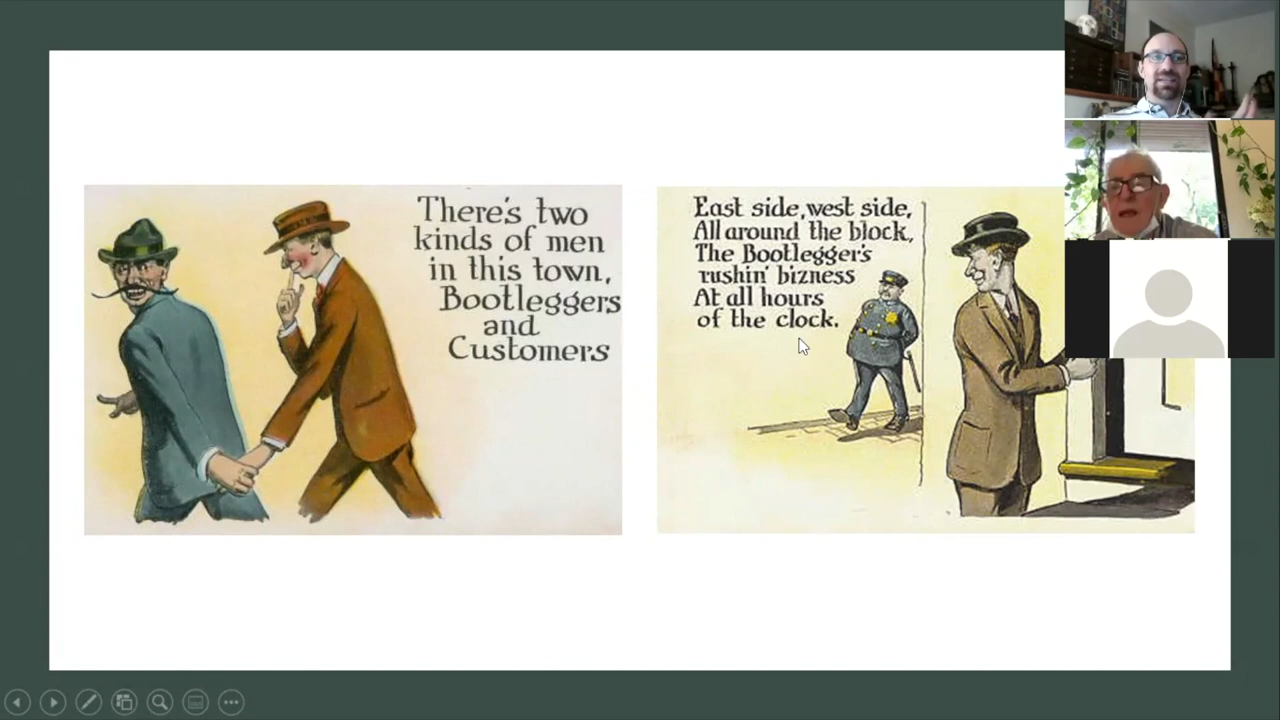 There's two
kinds of men
in this town,
Bootleggers
and
Customers
East side, west side,
All around the block,
The Bootlegger's
rushin' bizness
At all hours
of the clock.